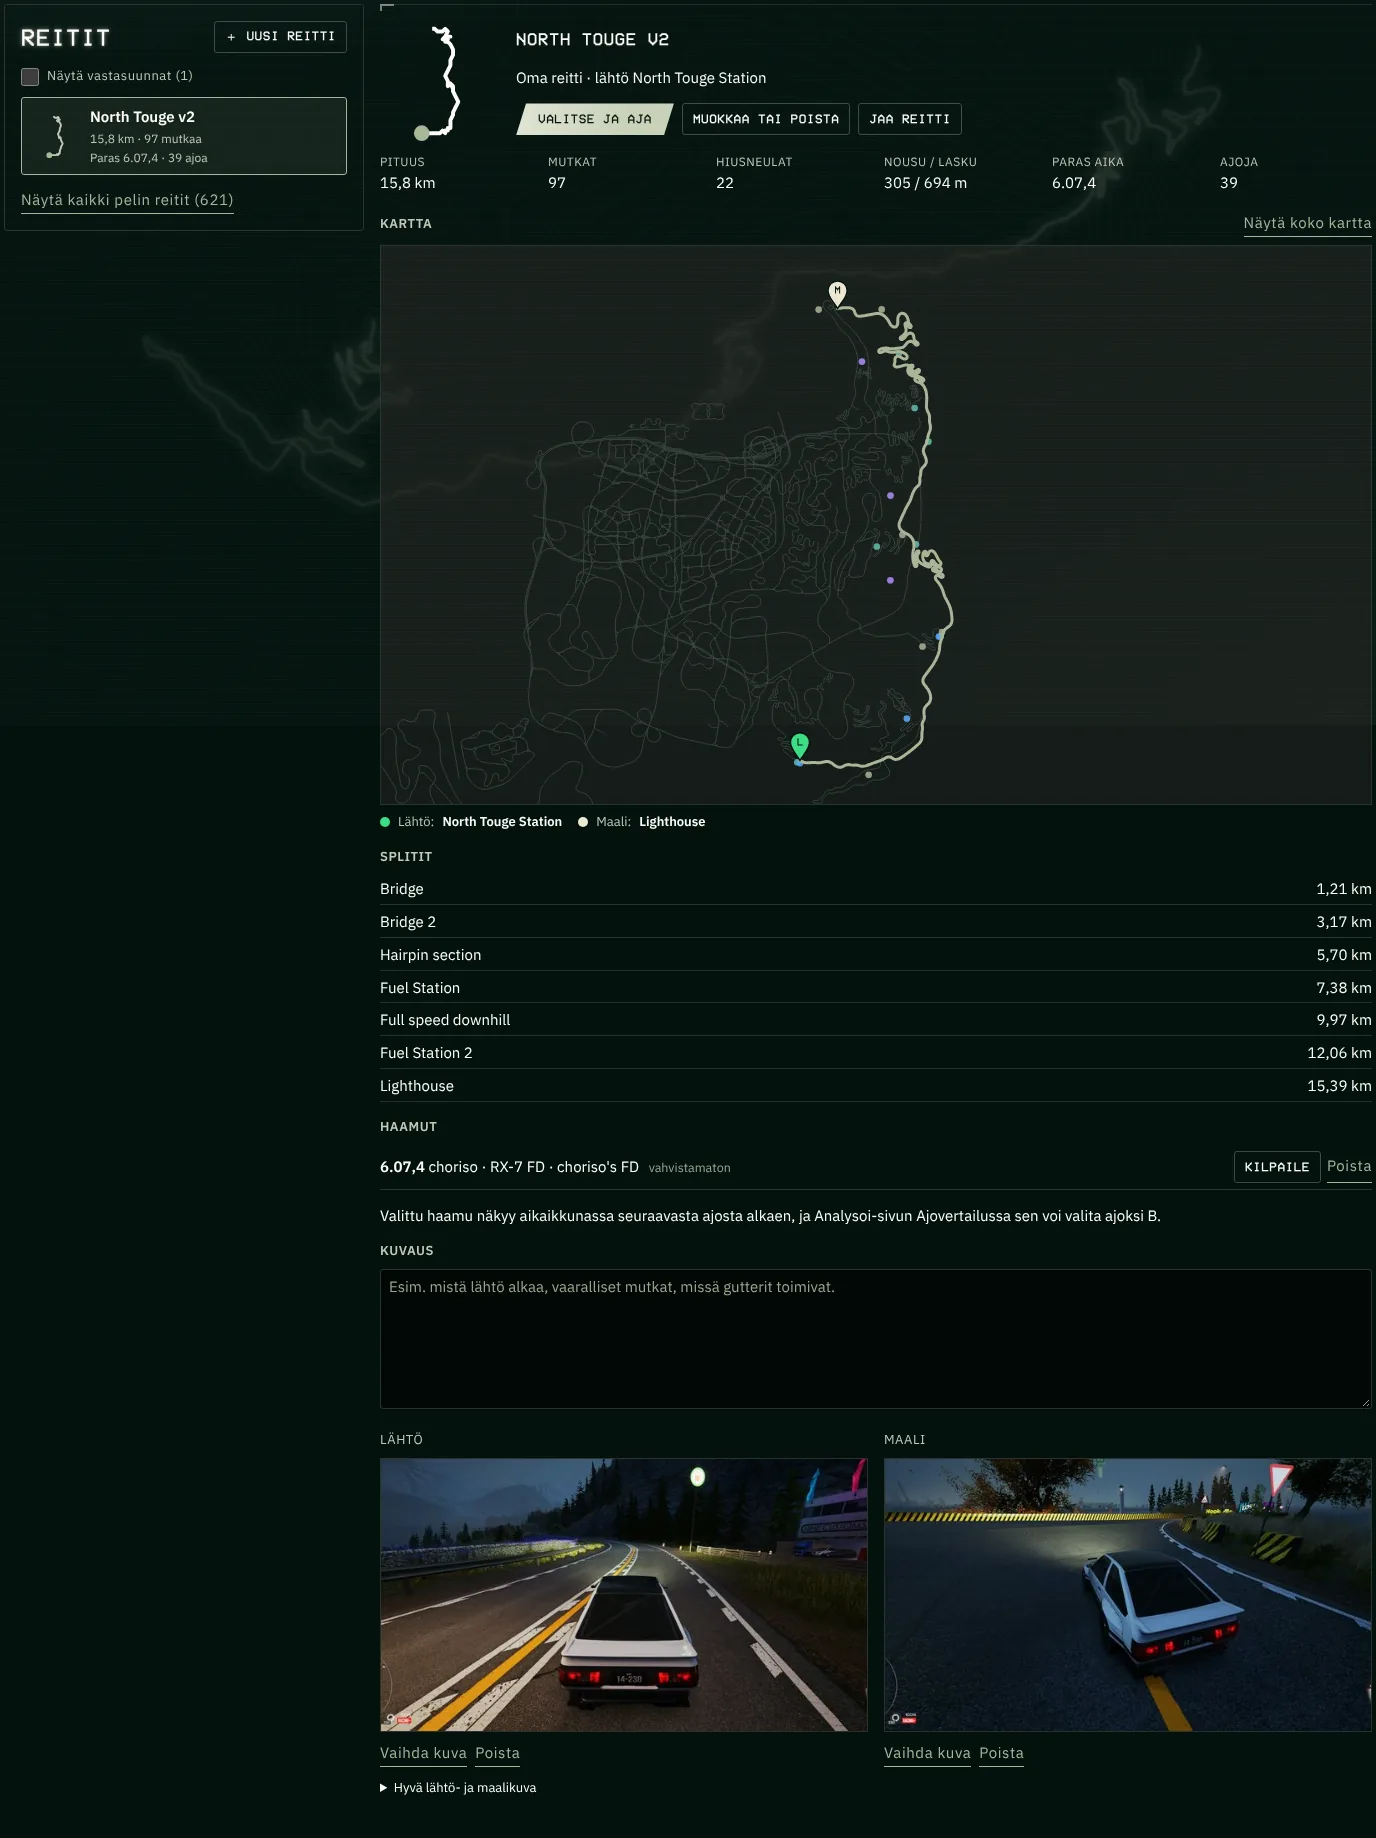 REITIT
+ UUSI REITTI
Näytä vastasuunnat (1)
North Touge v2
15,8 km · 97 mutkaa
Paras 6.07,4 · 39 ajoa
Näytä kaikki pelin reitit (621)
NORTH TOUGE V2
Oma reitti · lähtö North Touge Station
VALITSE JA AJA
MUOKKAA TAI POISTA
JAA REITTI
PITUUS
15,8 km
MUTKAT
97
HIUSNEULAT
22
NOUSU / LASKU
305 / 694 m
PARAS AIKA
6.07,4
AJOJA
39
KARTTA
Näytä koko kartta
M
L
Lähtö: North Touge Station
Maali: Lighthouse
SPLITIT
Bridge 1,21 km
Bridge 2 3,17 km
Hairpin section 5,70 km
Fuel Station 7,38 km
Full speed downhill 9,97 km
Fuel Station 2 12,06 km
Lighthouse 15,39 km
HAAMUT
6.07,4 choriso · RX-7 FD · choriso's FD vahvistamaton
KILPAILE
Poista
Valittu haamu näkyy aikaikkunassa seuraavasta ajosta alkaen, ja Analysoi-sivun Ajovertailussa sen voi valita ajoksi B.
KUVAUS
Esim. mistä lähtö alkaa, vaaralliset mutkat, missä gutterit toimivat.
LÄHTÖ
14-230
Vaihda kuva
Poista
MAALI
Vaihda kuva
Poista
Hyvä lähtö- ja maalikuva